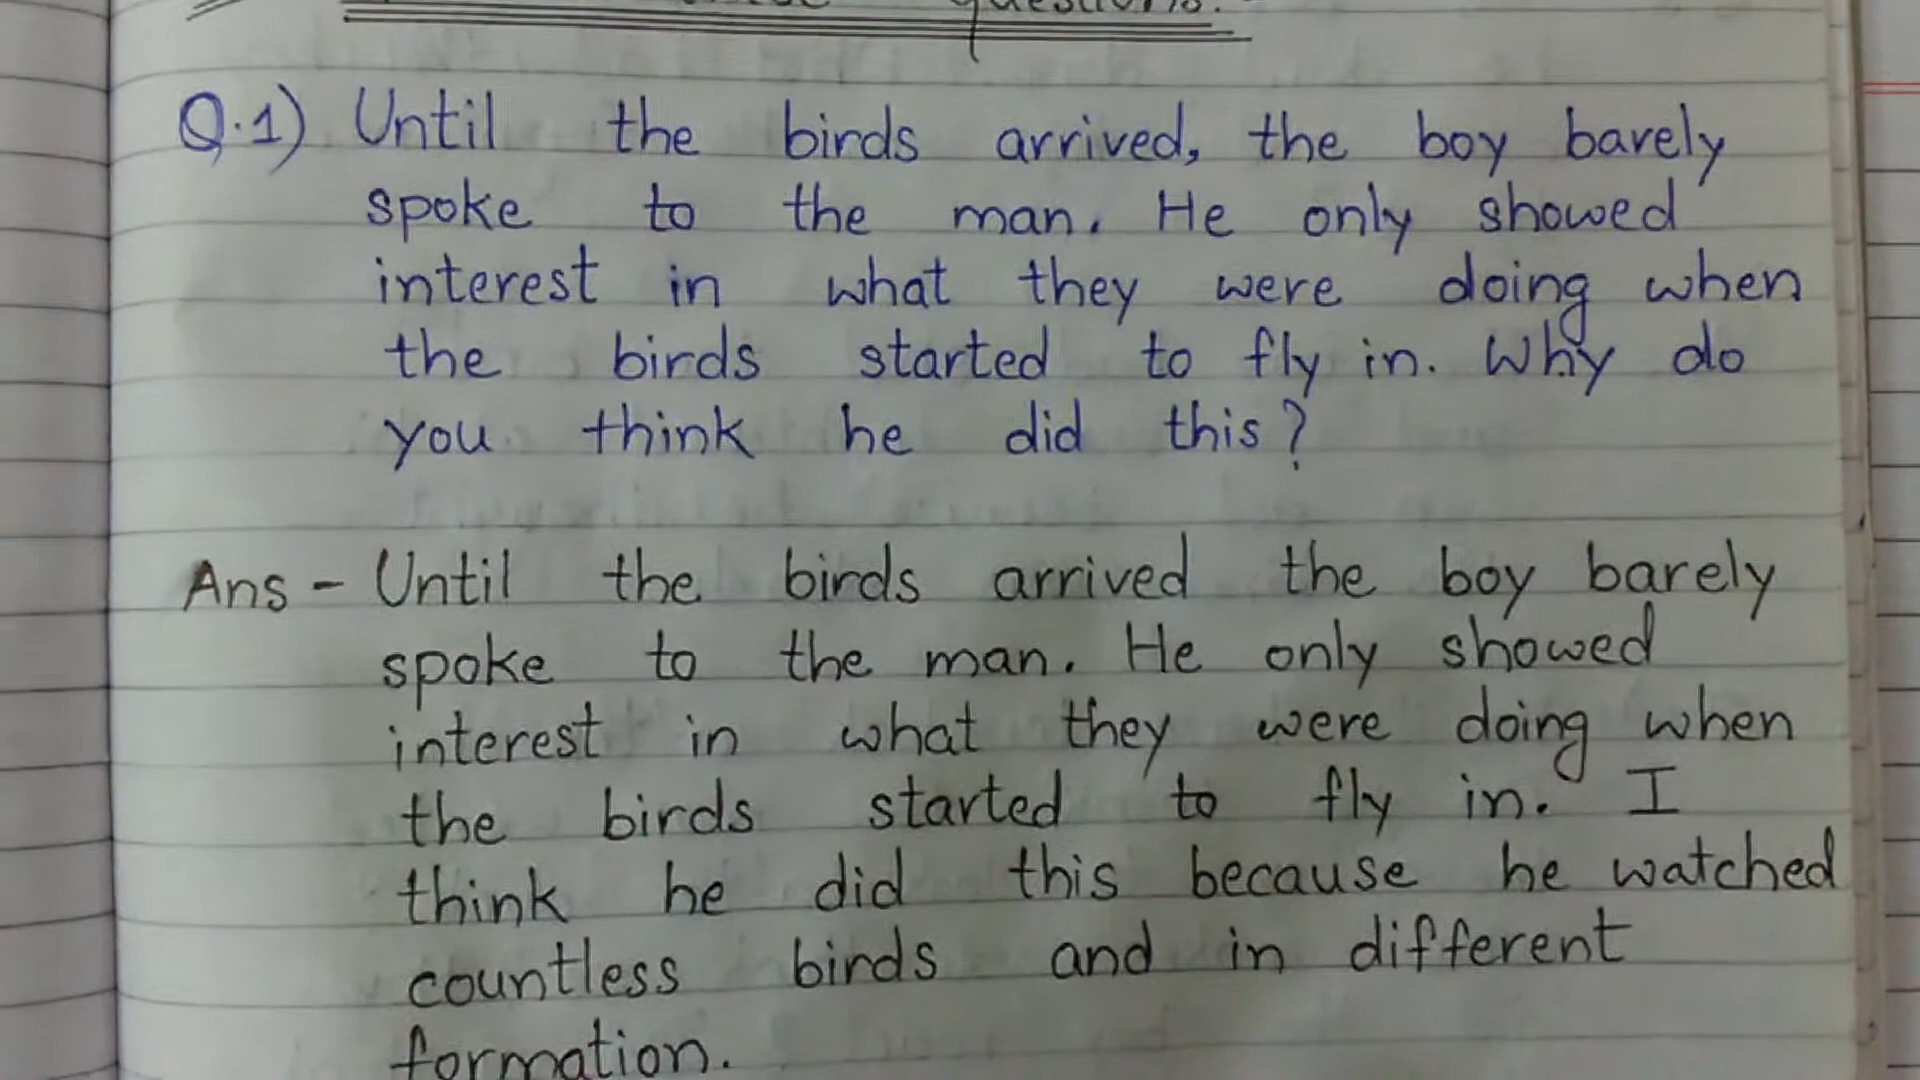 questions.
Q.1) Until the birds arrived, the boy barely
spoke to the man. He only showed
interest in what they were doing when
the birds started to fly in. Why do
you think he did this?
Ans - Until the birds arrived the boy barely
spoke to the man. He only showed
interest in what they were doing when
the birds started to fly in. I
think he did this because he watched
countless birds and in different
formation.